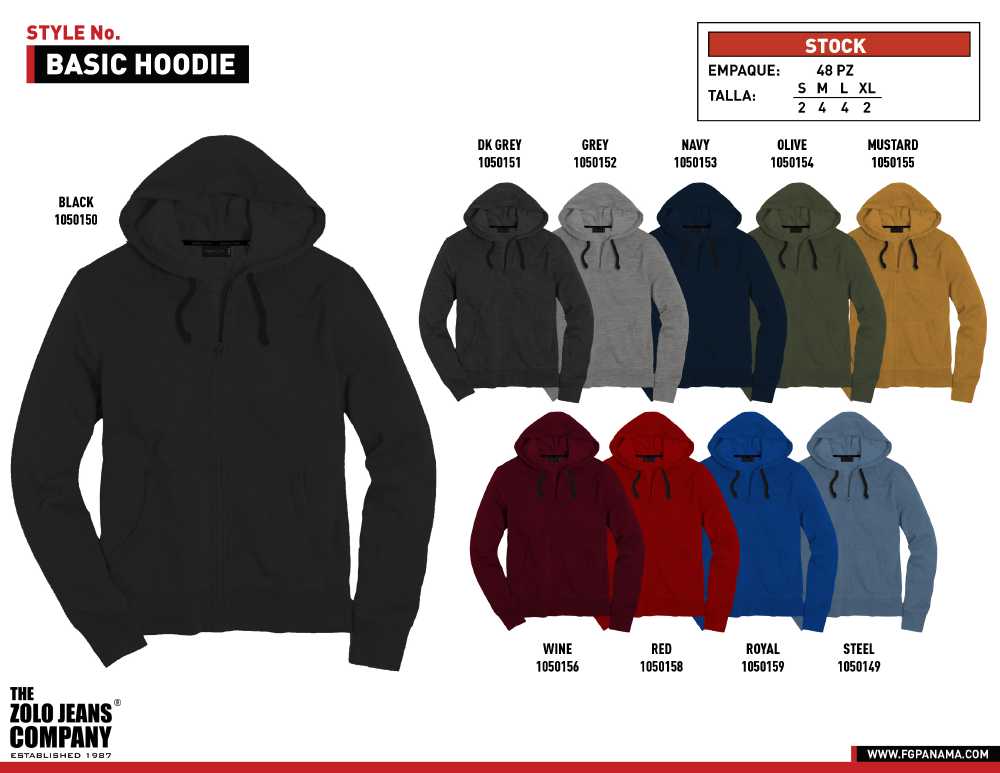 STYLE No.
BASIC HOODIE
STOCK
EMPAQUE: 48 PZ
TALLA: S M L XL
2 4 4 2
BLACK
1050150
DK GREY
1050151
GREY
1050152
NAVY
1050153
OLIVE
1050154
MUSTARD
1050155
WINE
1050156
RED
1050158
ROYAL
1050159
STEEL
1050149
THE
ZOLO JEANS®
COMPANY
ESTABLISHED 1987
WWW.FGPANAMA.COM